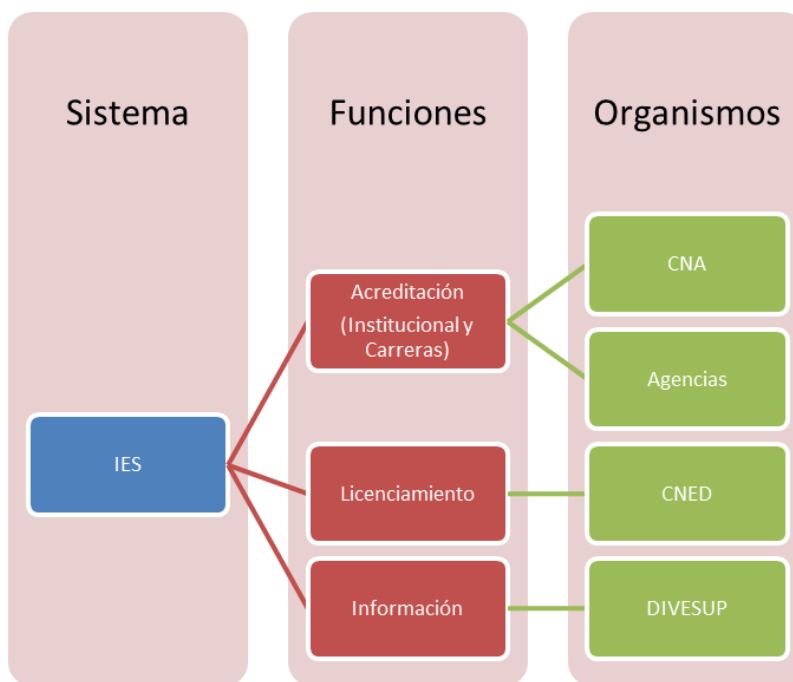 Sistema
Funciones
Organismos
IES
Acreditación
(Institucional y
Carreras)
Licenciamiento
Información
CNA
Agencias
CNED
DIVESUP